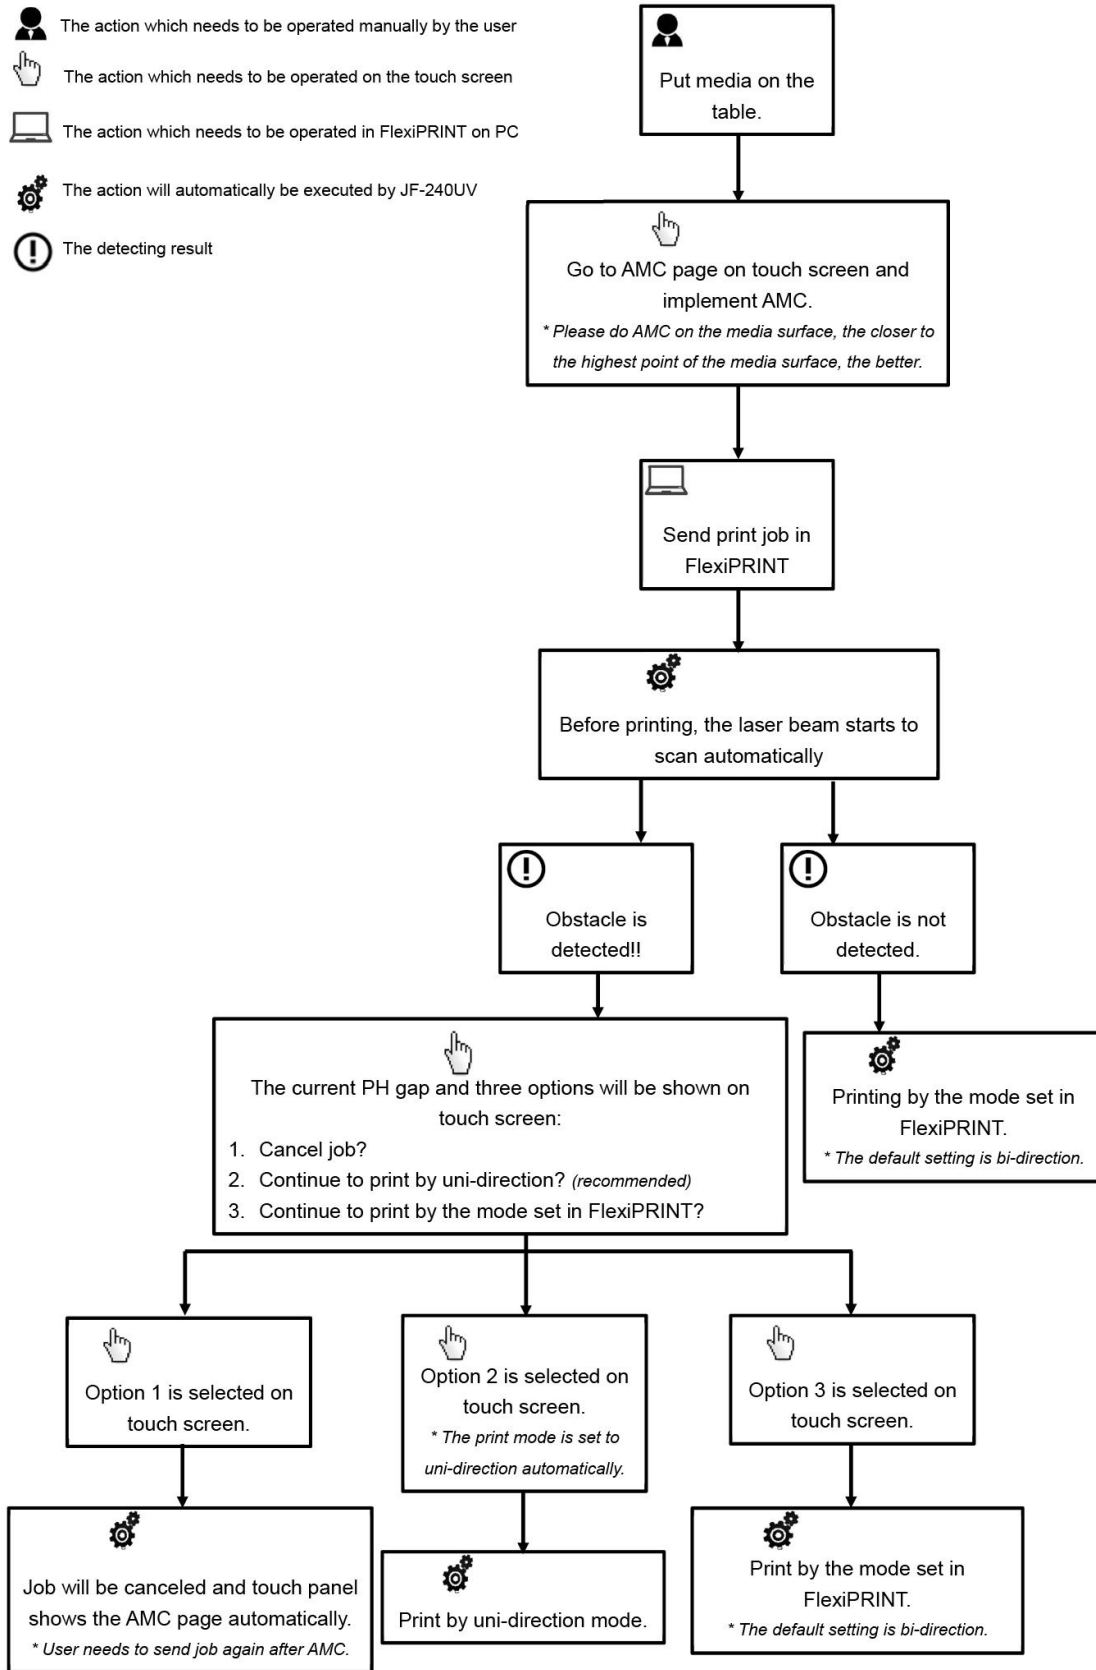 The action which needs to be operated manually by the user
The action which needs to be operated on the touch screen
The action which needs to be operated in FlexiPRINT on PC
The action will automatically be executed by JF-240UV
The detecting result
Put media on the
table.
Go to AMC page on touch screen and
implement AMC.
* Please do AMC on the media surface, the closer to
the highest point of the media surface, the better.
Send print job in
FlexiPRINT
Before printing, the laser beam starts to
scan automatically
Obstacle is
detected!!
Obstacle is not
detected.
The current PH gap and three options will be shown on
touch screen:
1. Cancel job?
2. Continue to print by uni-direction? (recommended)
3. Continue to print by the mode set in FlexiPRINT?
Printing by the mode set in
FlexiPRINT.
* The default setting is bi-direction.
Option 1 is selected on
touch screen.
Option 2 is selected on
touch screen.
* The print mode is set to
uni-direction automatically.
Option 3 is selected on
touch screen.
Job will be canceled and touch panel
shows the AMC page automatically.
* User needs to send job again after AMC.
Print by uni-direction mode.
Print by the mode set in
FlexiPRINT.
* The default setting is bi-direction.